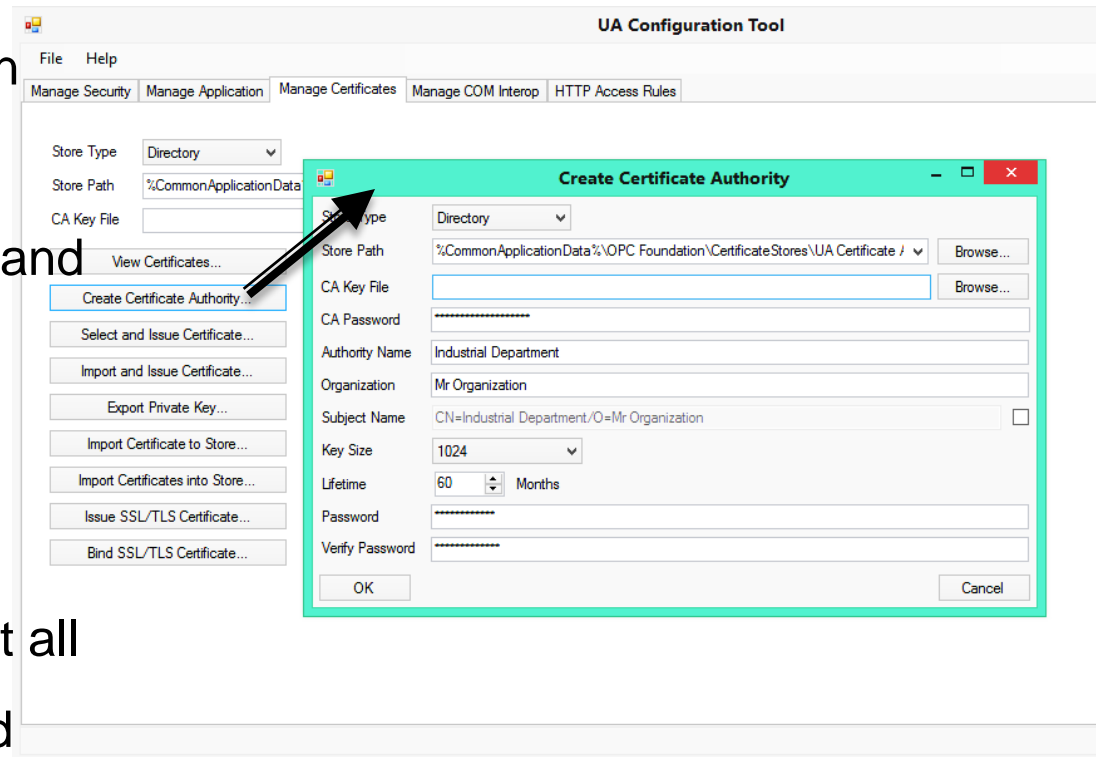 UA Configuration Tool
n
File Help
Manage Security Manage Application Manage Certificates Manage COM Interop HTTP Access Rules
Store Type Directory
Store Path %CommonApplicationData
CA Key File
and
View Certificates...
Create Certificate Authority...
Select and Issue Certificate...
Import and Issue Certificate...
Export Private Key...
Import Certificate to Store...
Import Certificates into Store...
Issue SSL/TLS Certificate...
Bind SSL/TLS Certificate...
Create Certificate Authority
Store Type Directory
Store Path %CommonApplicationData%\OPC Foundation\CertificateStores\UA Certificate Browse...
CA Key File Browse...
CA Password ********************
Authority Name Industrial Department
Organization Mr Organization
Subject Name CN=Industrial Department/O=Mr Organization
Key Size 1024
Lifetime 60 Months
Password ************
Verify Password *************
OK Cancel
t all
d